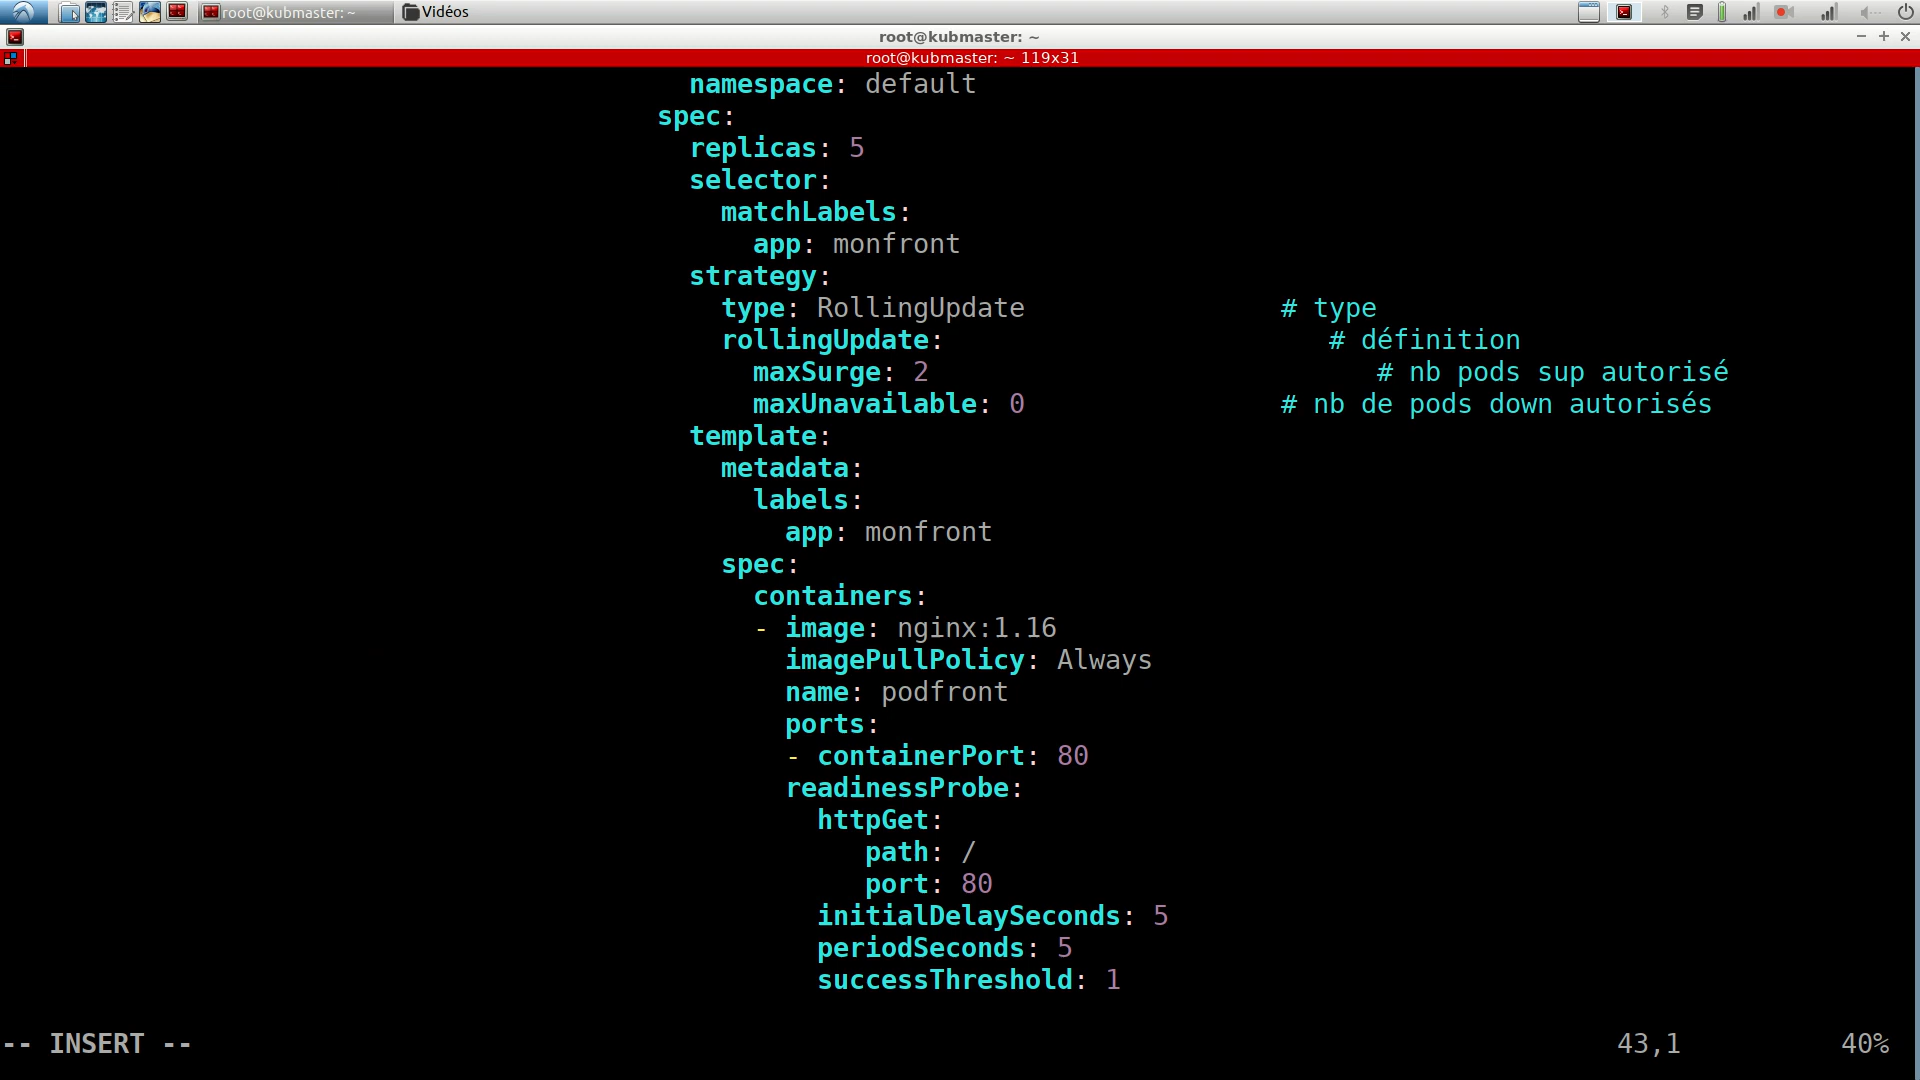 root@kubmaster: ~
Vidéos
root@kubmaster: ~
root@kubmaster: ~ 119x31
namespace: default
spec:
replicas: 5
selector:
matchLabels:
app: monfront
strategy:
type: RollingUpdate # type
rollingUpdate: # définition
maxSurge: 2 # nb pods sup autorisé
maxUnavailable: 0 # nb de pods down autorisés
template:
metadata:
labels:
app: monfront
spec:
containers:
- image: nginx:1.16
imagePullPolicy: Always
name: podfront
ports:
- containerPort: 80
readinessProbe:
httpGet:
path: /
port: 80
initialDelaySeconds: 5
periodSeconds: 5
successThreshold: 1
-- INSERT -- 43,1 40%